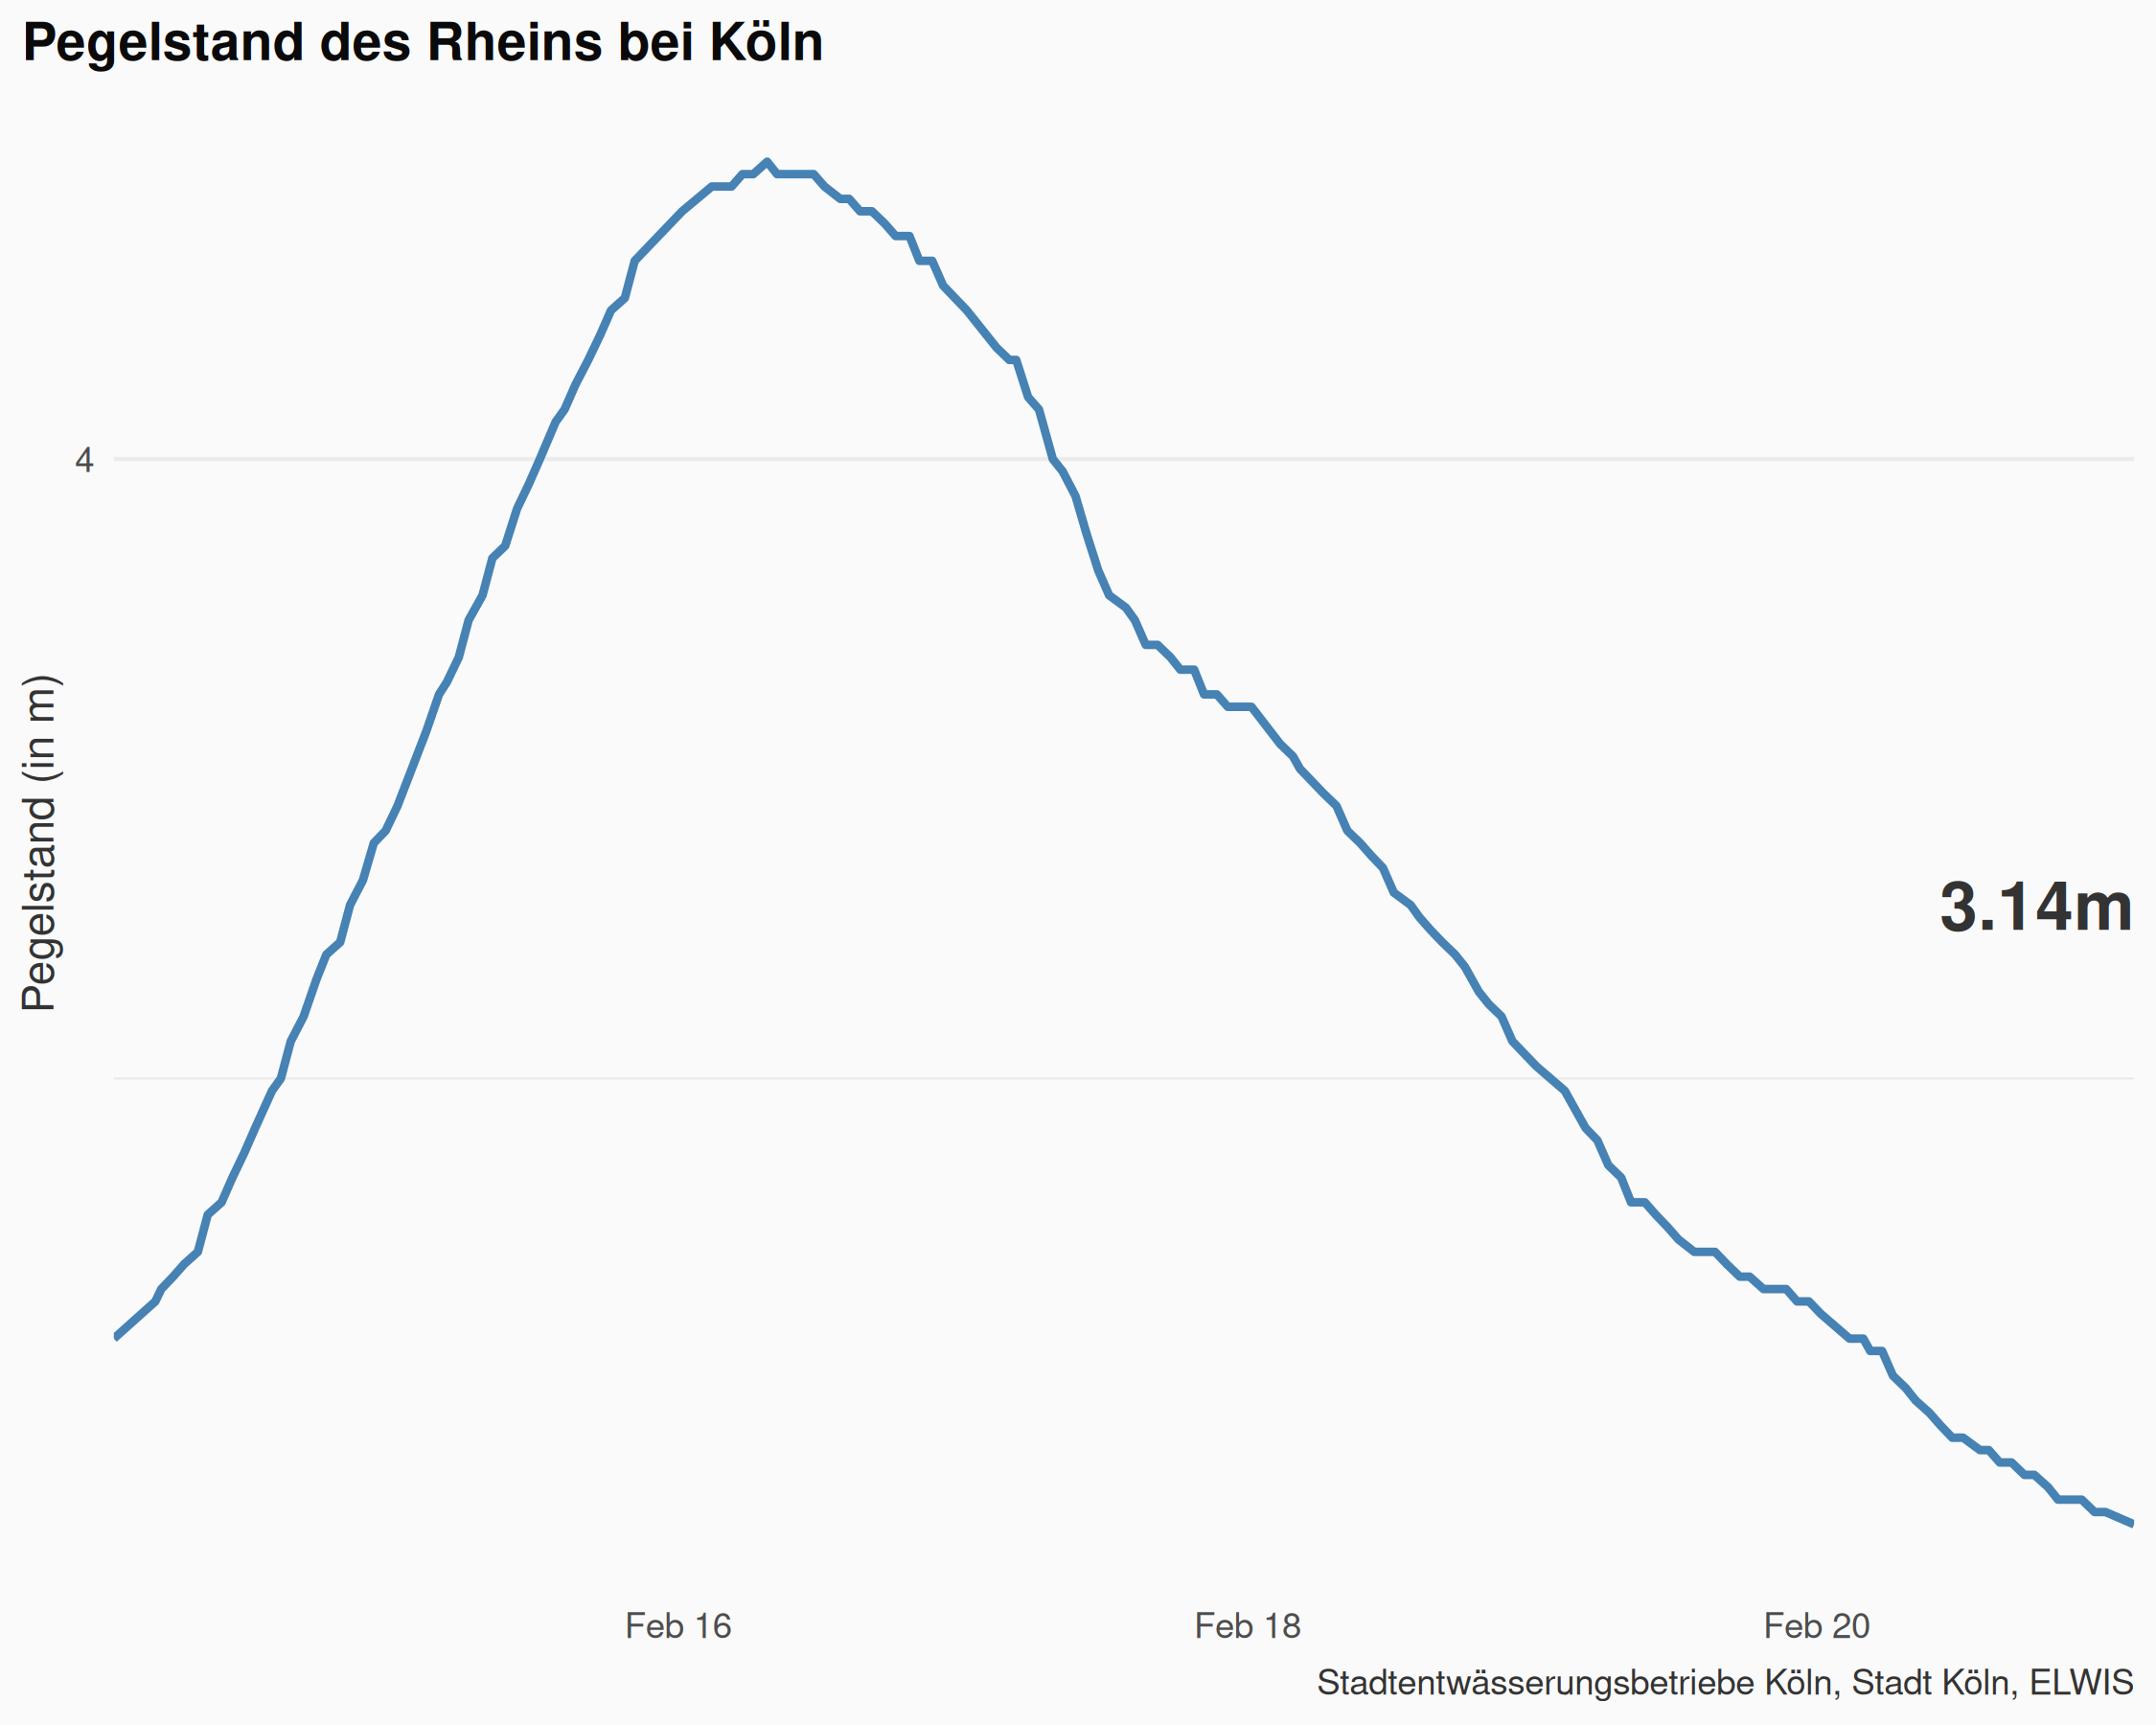 Pegelstand des Rheins bei Köln
4
Pegelstand (in m)
3.14m
Feb 16
Feb 18
Feb 20
Stadtentwässerungsbetriebe Köln, Stadt Köln, ELWIS